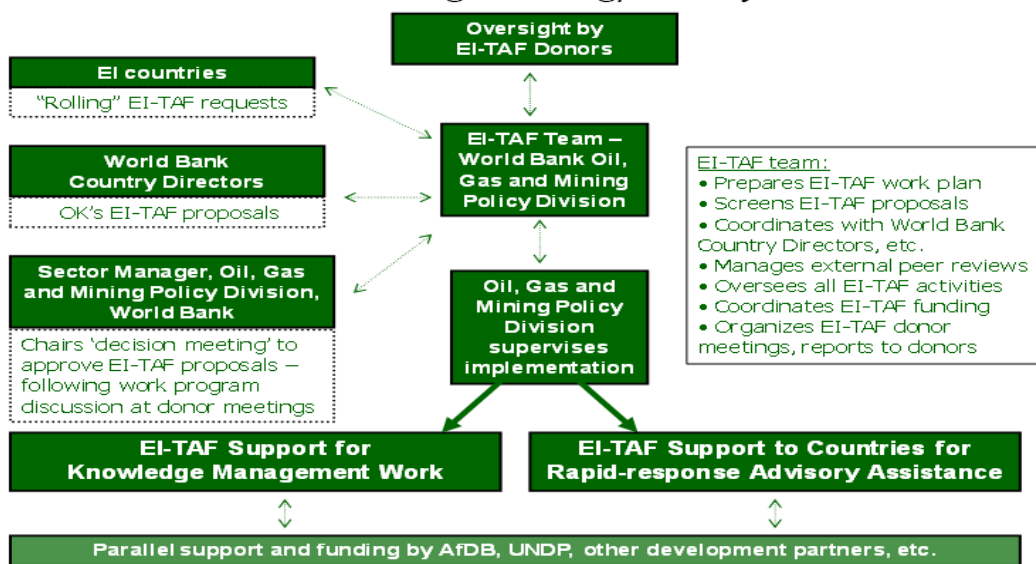 Oversight by
EI-TAF Donors
EI countries
“Rolling” EI-TAF requests
World Bank
Country Directors
OK’s EI-TAF proposals
Sector Manager, Oil, Gas
and Mining Policy Division,
World Bank
Chairs ‘decision meeting’ to
approve EI-TAF proposals –
following work program
discussion at donor meetings
EI-TAF Team –
World Bank Oil,
Gas and Mining
Policy Division
Oil, Gas and
Mining Policy
Division
supervises
implementation
EI-TAF team:
• Prepares EI-TAF work plan
• Screens EI-TAF proposals
• Coordinates with World Bank
Country Directors, etc.
• Manages external peer reviews
• Oversees all EI-TAF activities
• Coordinates EI-TAF funding
• Organizes EI-TAF donor
meetings, reports to donors
EI-TAF Support for
Knowledge Management Work
EI-TAF Support to Countries for
Rapid-response Advisory Assistance
Parallel support and funding by AfDB, UNDP, other development partners, etc.